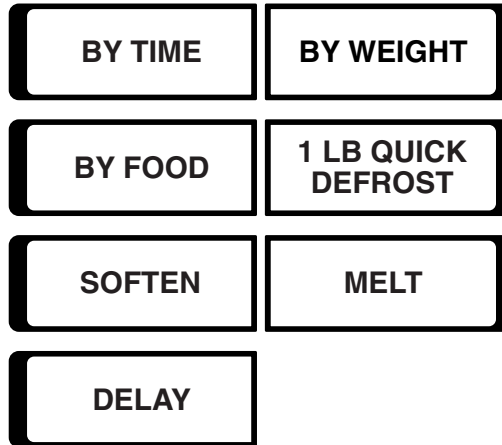 BY TIME
BY WEIGHT
BY FOOD
1 LB QUICK
DEFROST
SOFTEN
MELT
DELAY